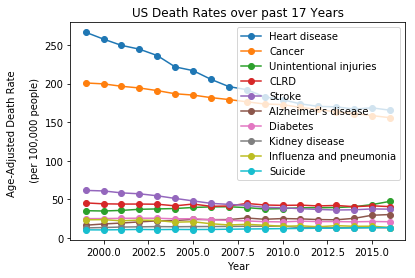 US Death Rates over past 17 Years
Heart disease
Cancer
Unintentional injuries
CLRD
Stroke
Alzheimer's disease
Diabetes
Kidney disease
Influenza and pneumonia
Suicide
Age-Adjusted Death Rate
(per 100,000 people)
250
200
150
100
50
0
2000.0
2002.5
2005.0
2007.5
2010.0
2012.5
2015.0
Year